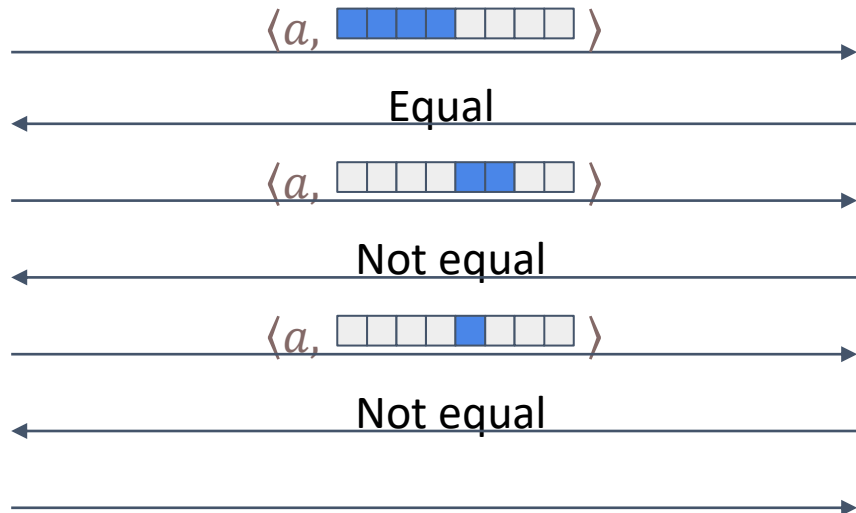 ⟨a, ⟩
Equal
⟨a, ⟩
Not equal
⟨a, ⟩
Not equal